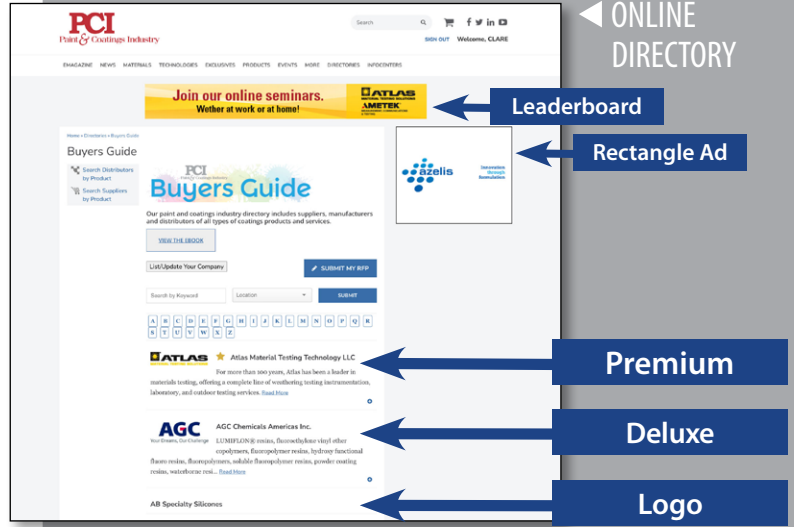 ONLINE
DIRECTORY
PCI
Paint & Coatings Industry
Search
SIGN OUT Welcome, CLARE
EMAGAZINE NEWS MATERIALS TECHNOLOGIES EXCLUSIVES PRODUCTS EVENTS MORE DIRECTORIES INFOCENTERS
Join our online seminars.
Wether at work or at home!
ATLAS
AMETEK
Leaderboard
Home » Directories » Buyers Guide
Buyers Guide
Search Distributors
by Product
Search Suppliers
by Product
PCI
Buyers Guide
azelis
Innovation
through
formulation
Rectangle Ad
Our paint and coatings industry directory includes suppliers, manufacturers
and distributors of all types of coatings products and services.
VIEW THE EBOOK
List/Update Your Company
SUBMIT MY RFP
Search by Keyword
Location
SUBMIT
A B C D E F G H I J K L M N O P Q R
S T U V W X Z
ATLAS
Atlas Material Testing Technology LLC
For more than 100 years, Atlas has been a leader in
materials testing, offering a complete line of weathering testing instrumentation,
laboratory, and outdoor testing services. Read More
Premium
AGC
Your Dreams, Our Challenge
AGC Chemicals Americas Inc.
LUMIFLON® resins, fluoroethylene vinyl ether
copolymers, fluoropolymer resins, hydroxy functional
fluoro resins, fluoropolymers, soluble fluoropolymer resins, powder coating
resins, waterborne resi... Read More
Deluxe
AB Specialty Silicones
Logo